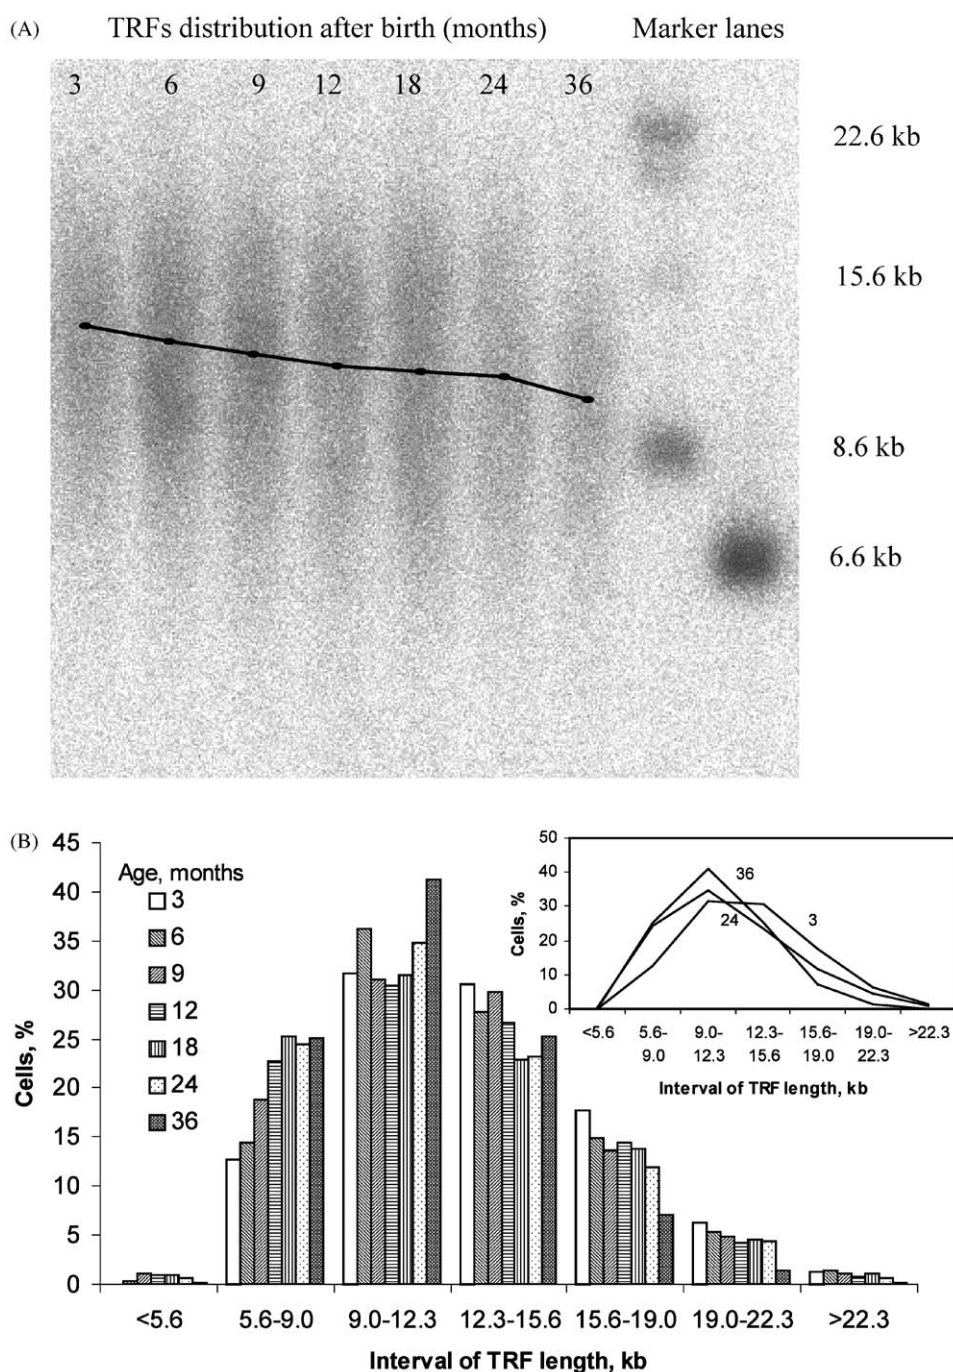 (A) TRFs distribution after birth (months) Marker lanes
3 6 9 12 18 24 36
22.6 kb
15.6 kb
8.6 kb
6.6 kb
(B)
45
40
35
30
25
20
15
10
5
0
Cells, %
Age, months
3
6
9
12
18
24
36
<5.6 5.6-9.0 9.0-12.3 12.3-15.6 15.6-19.0 19.0-22.3 >22.3
Interval of TRF length, kb
50
40
30
20
10
0
Cells, %
36
24
3
<5.6 5.6- 9.0- 12.3- 15.6- 19.0- >22.3
9.0 12.3 15.6 19.0 22.3
Interval of TRF length, kb